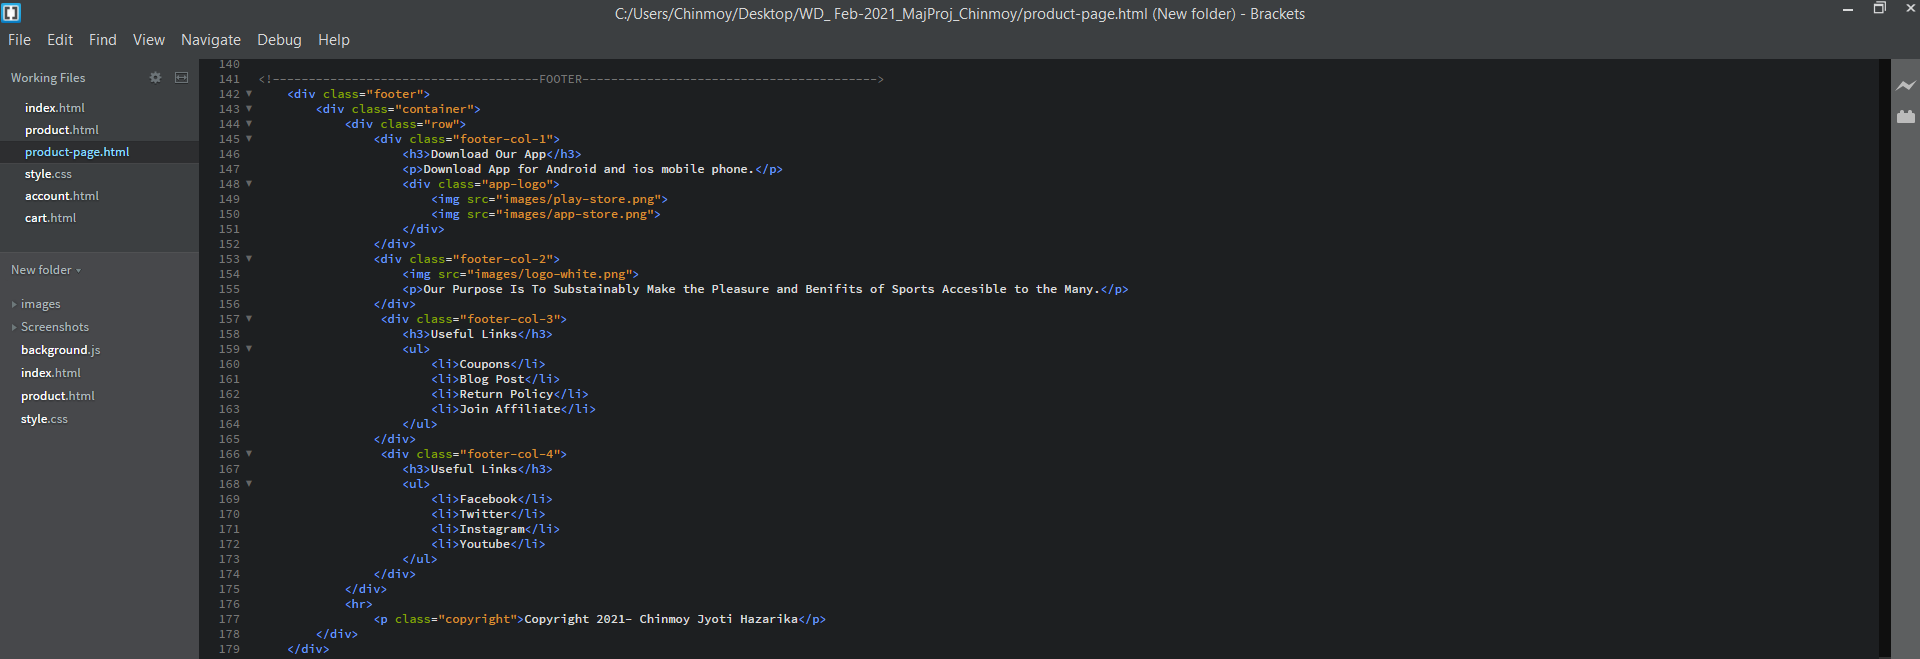 C:/Users/Chinmoy/Desktop/WD_ Feb-2021_MajProj_Chinmoy/product-page.html (New folder) - Brackets
File Edit Find View Navigate Debug Help
Working Files
index.html
product.html
product-page.html
style.css
account.html
cart.html
New folder
images
Screenshots
background.js
index.html
product.html
style.css
140
141 <!-------------------------------------FOOTER----------------------------------------->
142 <div class="footer">
143 <div class="container">
144 <div class="row">
145 <div class="footer-col-1">
146 <h3>Download Our App</h3>
147 <p>Download App for Android and ios mobile phone.</p>
148 <div class="app-logo">
149 <img src="images/play-store.png">
150 <img src="images/app-store.png">
151 </div>
152 </div>
153 <div class="footer-col-2">
154 <img src="images/logo-white.png">
155 <p>Our Purpose Is To Substainably Make the Pleasure and Benifits of Sports Accesible to the Many.</p>
156 </div>
157 <div class="footer-col-3">
158 <h3>Useful Links</h3>
159 <ul>
160 <li>Coupons</li>
161 <li>Blog Post</li>
162 <li>Return Policy</li>
163 <li>Join Affiliate</li>
164 </ul>
165 </div>
166 <div class="footer-col-4">
167 <h3>Useful Links</h3>
168 <ul>
169 <li>Facebook</li>
170 <li>Twitter</li>
171 <li>Instagram</li>
172 <li>Youtube</li>
173 </ul>
174 </div>
175 </div>
176 <hr>
177 <p class="copyright">Copyright 2021- Chinmoy Jyoti Hazarika</p>
178 </div>
179 </div>